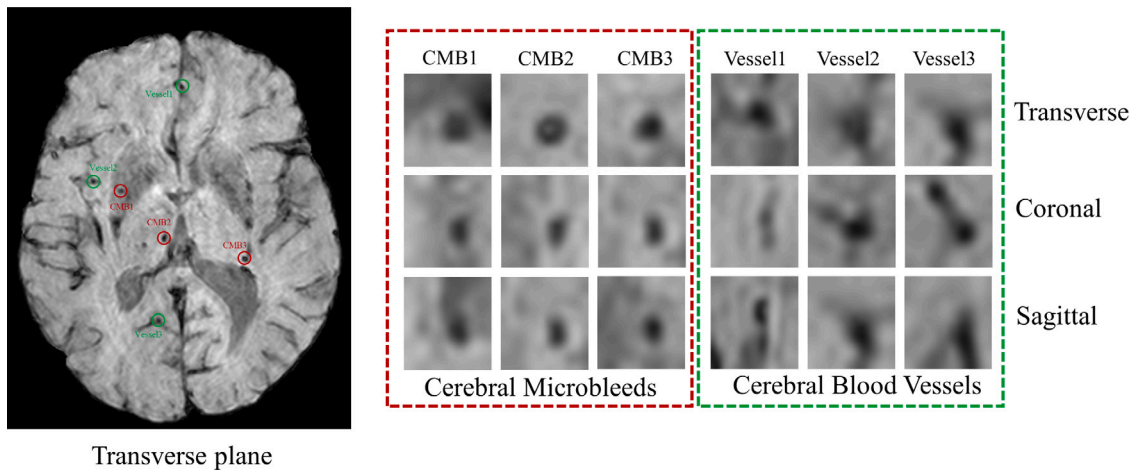 Vessel1
Vessel2
CMB1
CMB2
CMB3
Vessel3
Transverse plane
CMB1 CMB2 CMB3 Vessel1 Vessel2 Vessel3
Transverse
Coronal
Sagittal
Cerebral Microbleeds Cerebral Blood Vessels